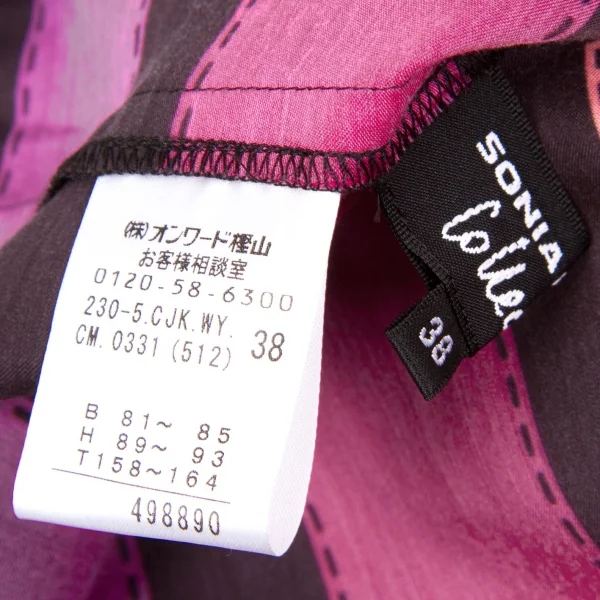 (株)オンワード樫山
お客様相談室
0120-58-6300
230-5.CJK.WY.
CM.0331 (512) 38
B 81~ 85
H 89~ 93
T158~164
498890
SONIA
38